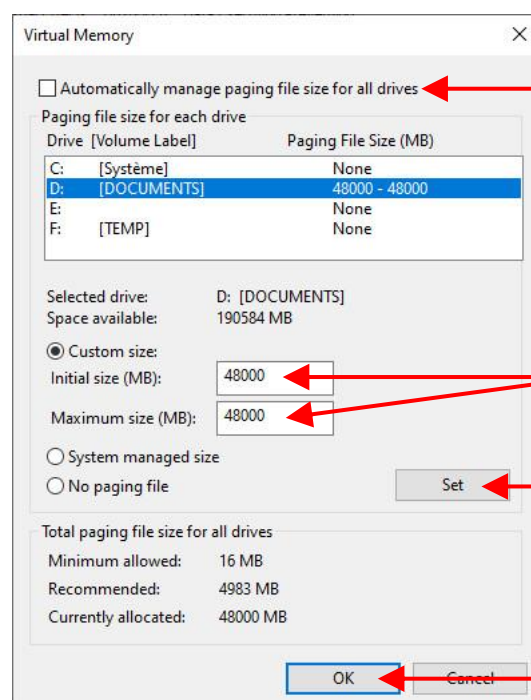 Virtual Memory
Automatically manage paging file size for all drives
Paging file size for each drive
Drive [Volume Label] Paging File Size (MB)
C: [Système] None
D: [DOCUMENTS] 48000 - 48000
E: None
F: [TEMP] None
Selected drive: D: [DOCUMENTS]
Space available: 190584 MB
Custom size:
Initial size (MB): 48000
Maximum size (MB): 48000
System managed size
No paging file
Set
Total paging file size for all drives
Minimum allowed: 16 MB
Recommended: 4983 MB
Currently allocated: 48000 MB
OK Cancel